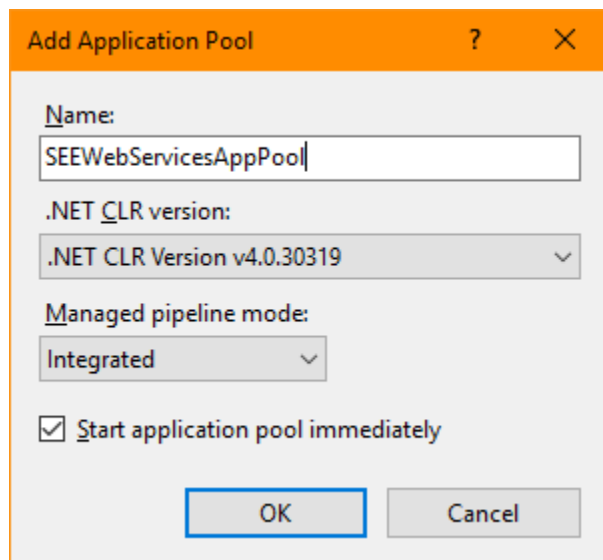 Add Application Pool ?
Name:
SEEWebServicesAppPool
.NET CLR version:
.NET CLR Version v4.0.30319
Managed pipeline mode:
Integrated
Start application pool immediately
OK Cancel